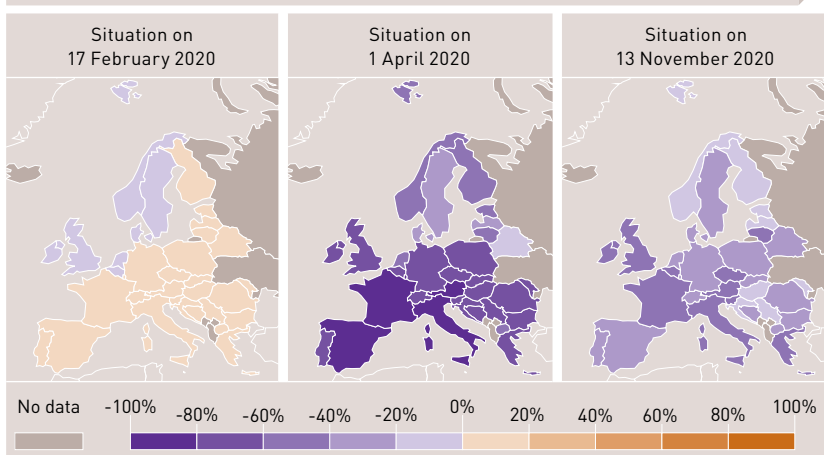 Situation on
17 February 2020
Situation on
1 April 2020
Situation on
13 November 2020
No data
-100%
-80%
-60%
-40%
-20%
0%
20%
40%
60%
80%
100%